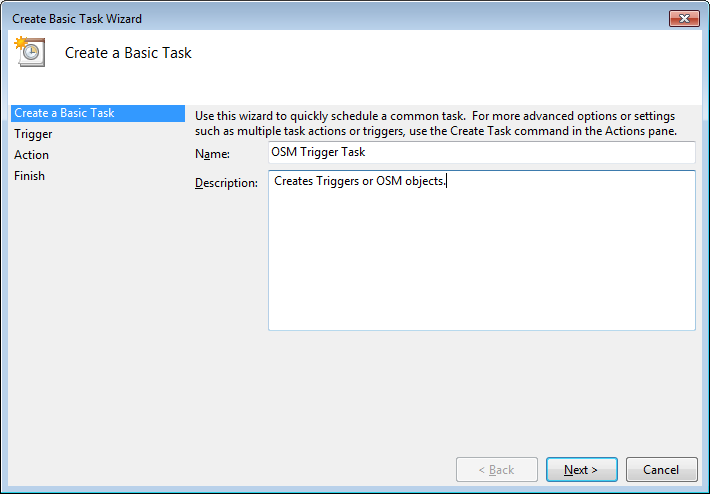 Create Basic Task Wizard
Create a Basic Task
Create a Basic Task
Trigger
Action
Finish
Use this wizard to quickly schedule a common task.  For more advanced options or settings
such as multiple task actions or triggers, use the Create Task command in the Actions pane.
Name:
OSM Trigger Task
Description:
Creates Triggers or OSM objects.
< Back
Next >
Cancel